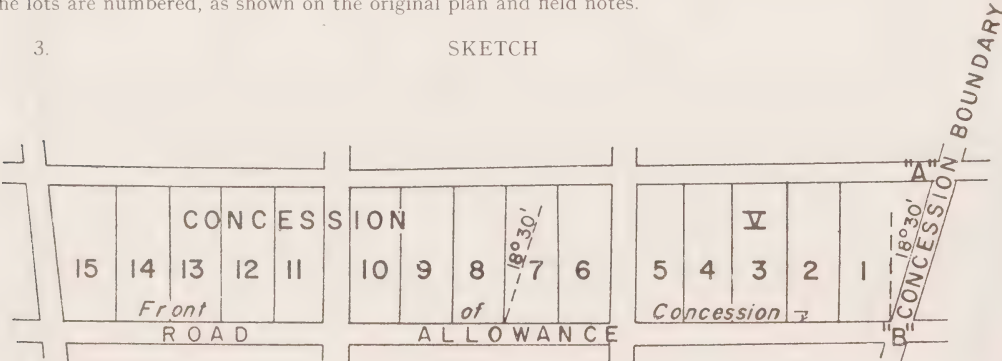 he lots are numbered, as shown on the original plan and field notes.
3. SKETCH
CONCESSION BOUNDARY
"A"
CONCESSION V
18°30' 18°30'
15 14 13 12 11 10 9 8 7 6 5 4 3 2 1
Front of Concession
ROAD ALLOWANCE "B"